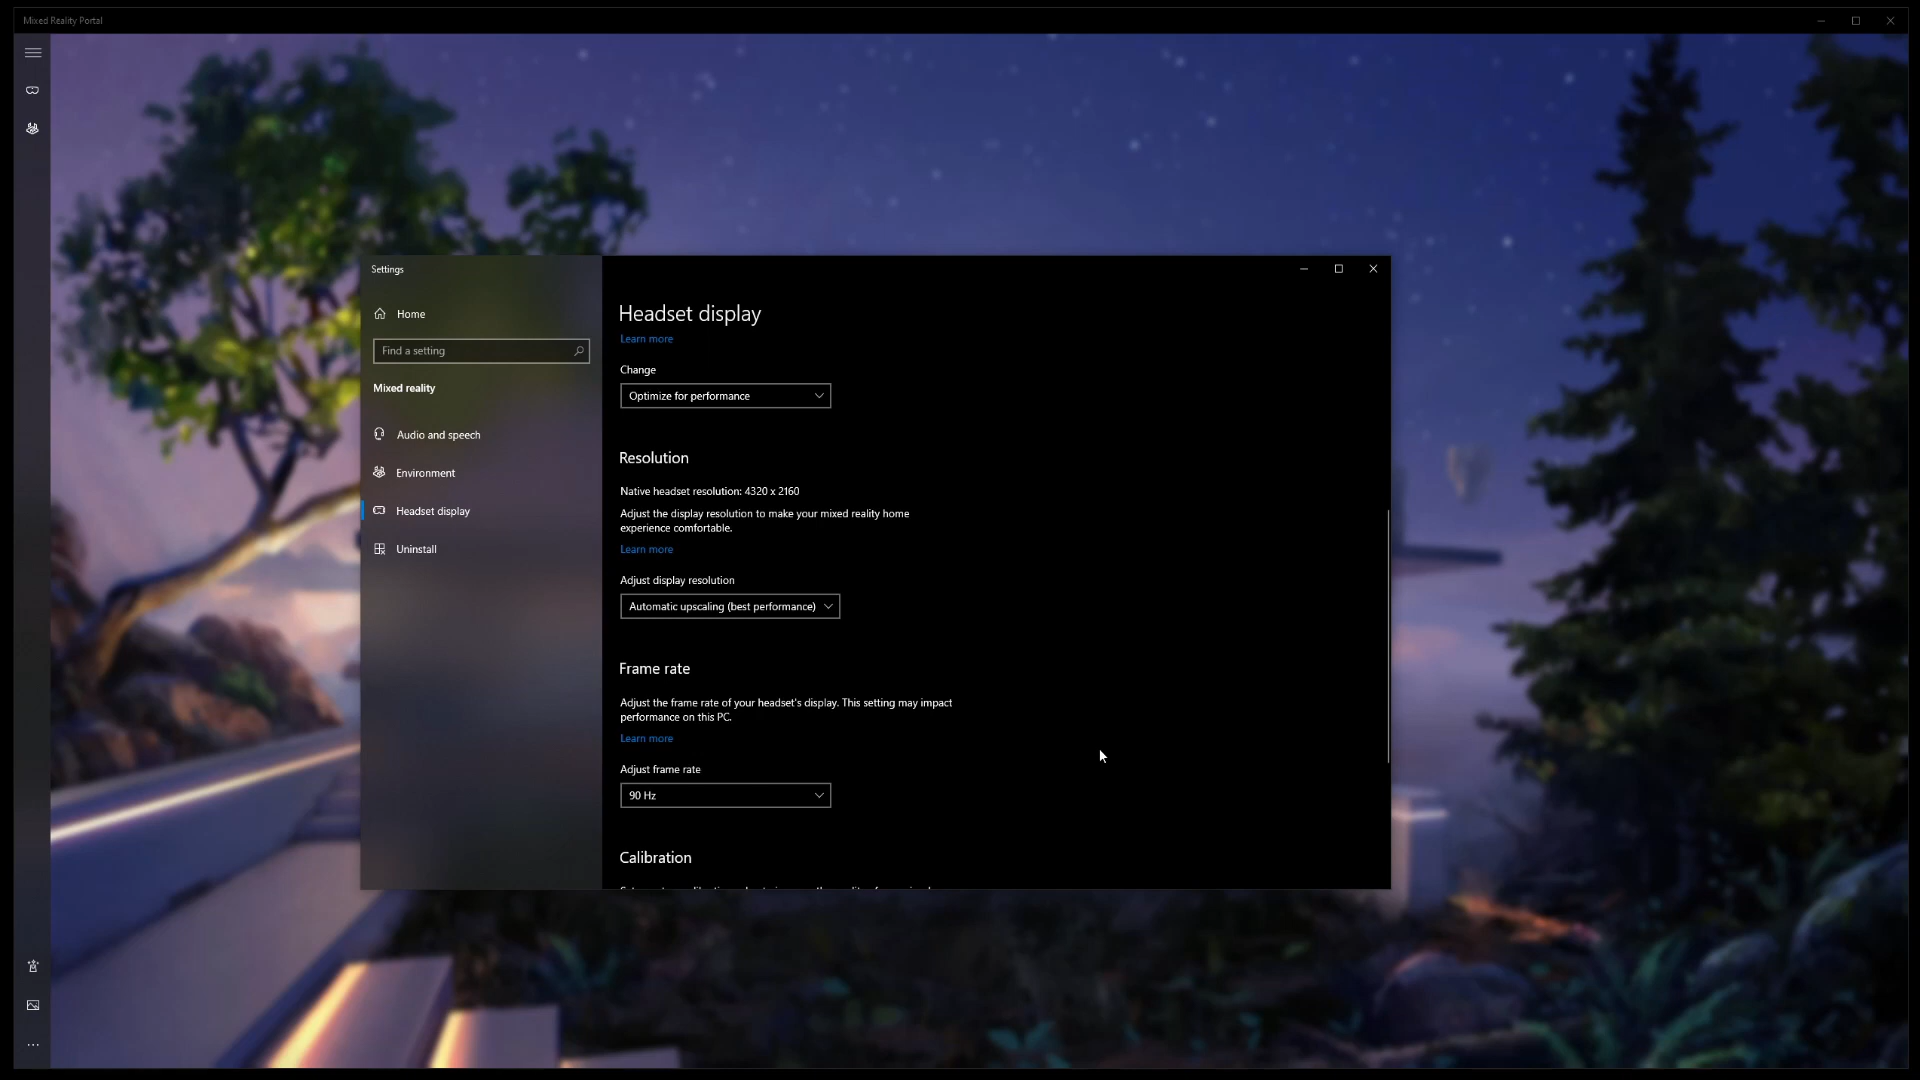 Mixed Reality Portal
Settings
Home
Find a setting
Mixed reality
Audio and speech
Environment
Headset display
Uninstall
Headset display
Learn more
Change
Optimize for performance
Resolution
Native headset resolution: 4320 x 2160
Adjust the display resolution to make your mixed reality home
experience comfortable.
Learn more
Adjust display resolution
Automatic upscaling (best performance)
Frame rate
Adjust the frame rate of your headset's display. This setting may impact
performance on this PC.
Learn more
Adjust frame rate
90 Hz
Calibration